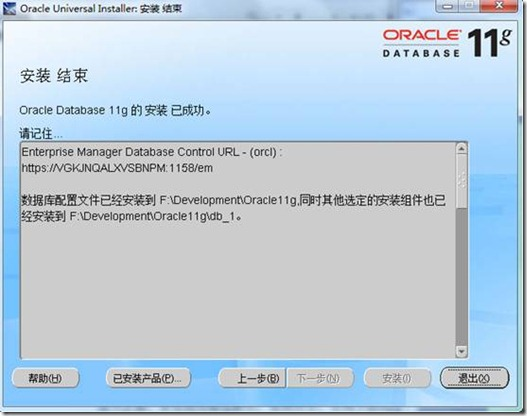 Oracle Universal Installer: 安装 结束
ORACLE
DATABASE 11g
安装 结束
Oracle Database 11g 的 安装 已成功。
请记住...
Enterprise Manager Database Control URL - (orcl) :
https://VGKJNQALXVSBNPM:1158/em
数据库配置文件已经安装到 F:\Development\Oracle11g,同时其他选定的安装组件也已
经安装到 F:\Development\Oracle11g\db_1。
帮助(H) 已安装产品(P)... 上一步(B) 下一步(N) 安装(I) 退出(X)